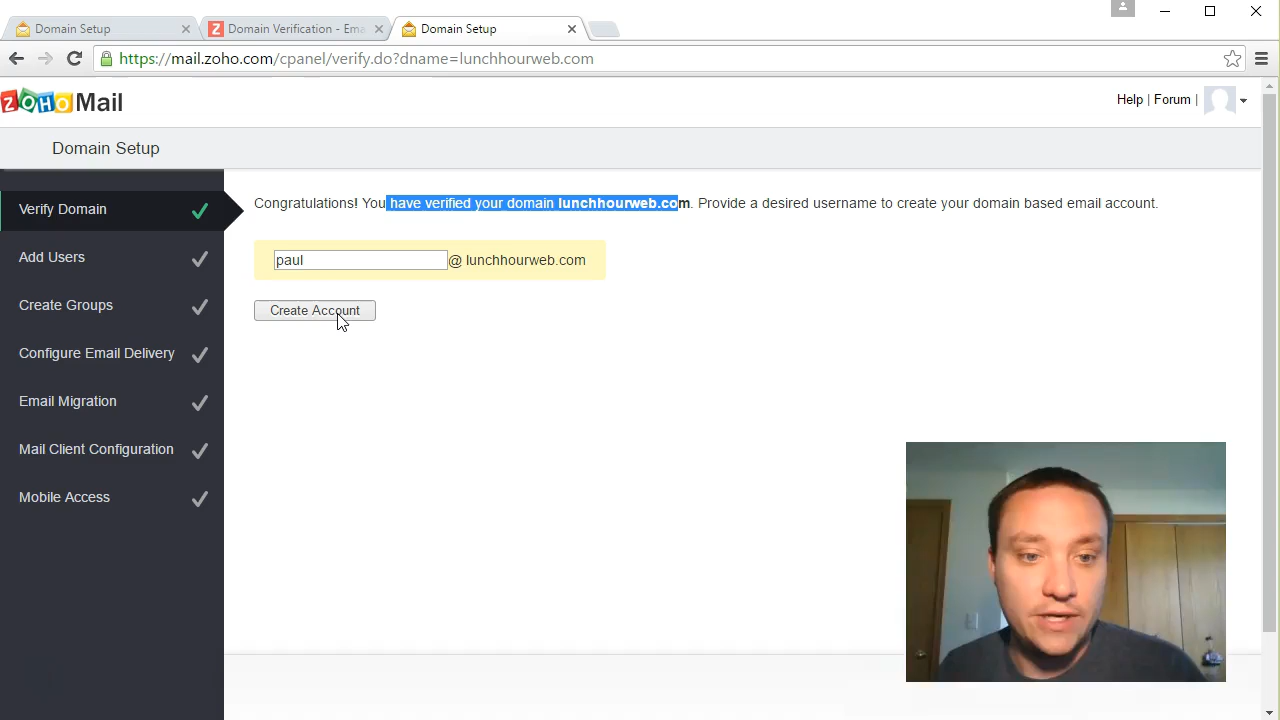 Domain Setup
Domain Verification - Ema
Domain Setup
https://mail.zoho.com/cpanel/verify.do?dname=lunchhourweb.com
ZOHO Mail
Help | Forum |
Domain Setup
Verify Domain
Congratulations! You have verified your domain lunchhourweb.com. Provide a desired username to create your domain based email account.
Add Users
paul @ lunchhourweb.com
Create Groups
Create Account
Configure Email Delivery
Email Migration
Mail Client Configuration
Mobile Access